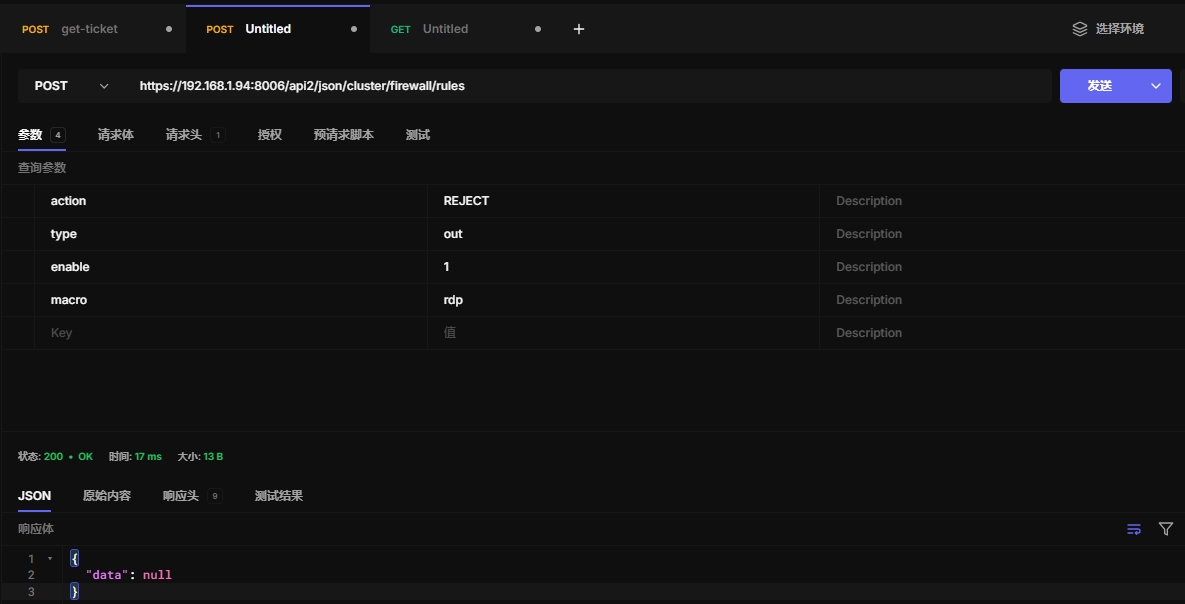 POST get-ticket POST Untitled GET Untitled + 选择环境
POST https://192.168.1.94:8006/api2/json/cluster/firewall/rules 发送
参数 4 请求体 请求头 1 授权 预请求脚本 测试
查询参数
action REJECT Description
type out Description
enable 1 Description
macro rdp Description
Key 值 Description
状态: 200 • OK 时间: 17 ms 大小: 13 B
JSON 原始内容 响应头 9 测试结果
响应体
1 {
2 "data": null
3 }